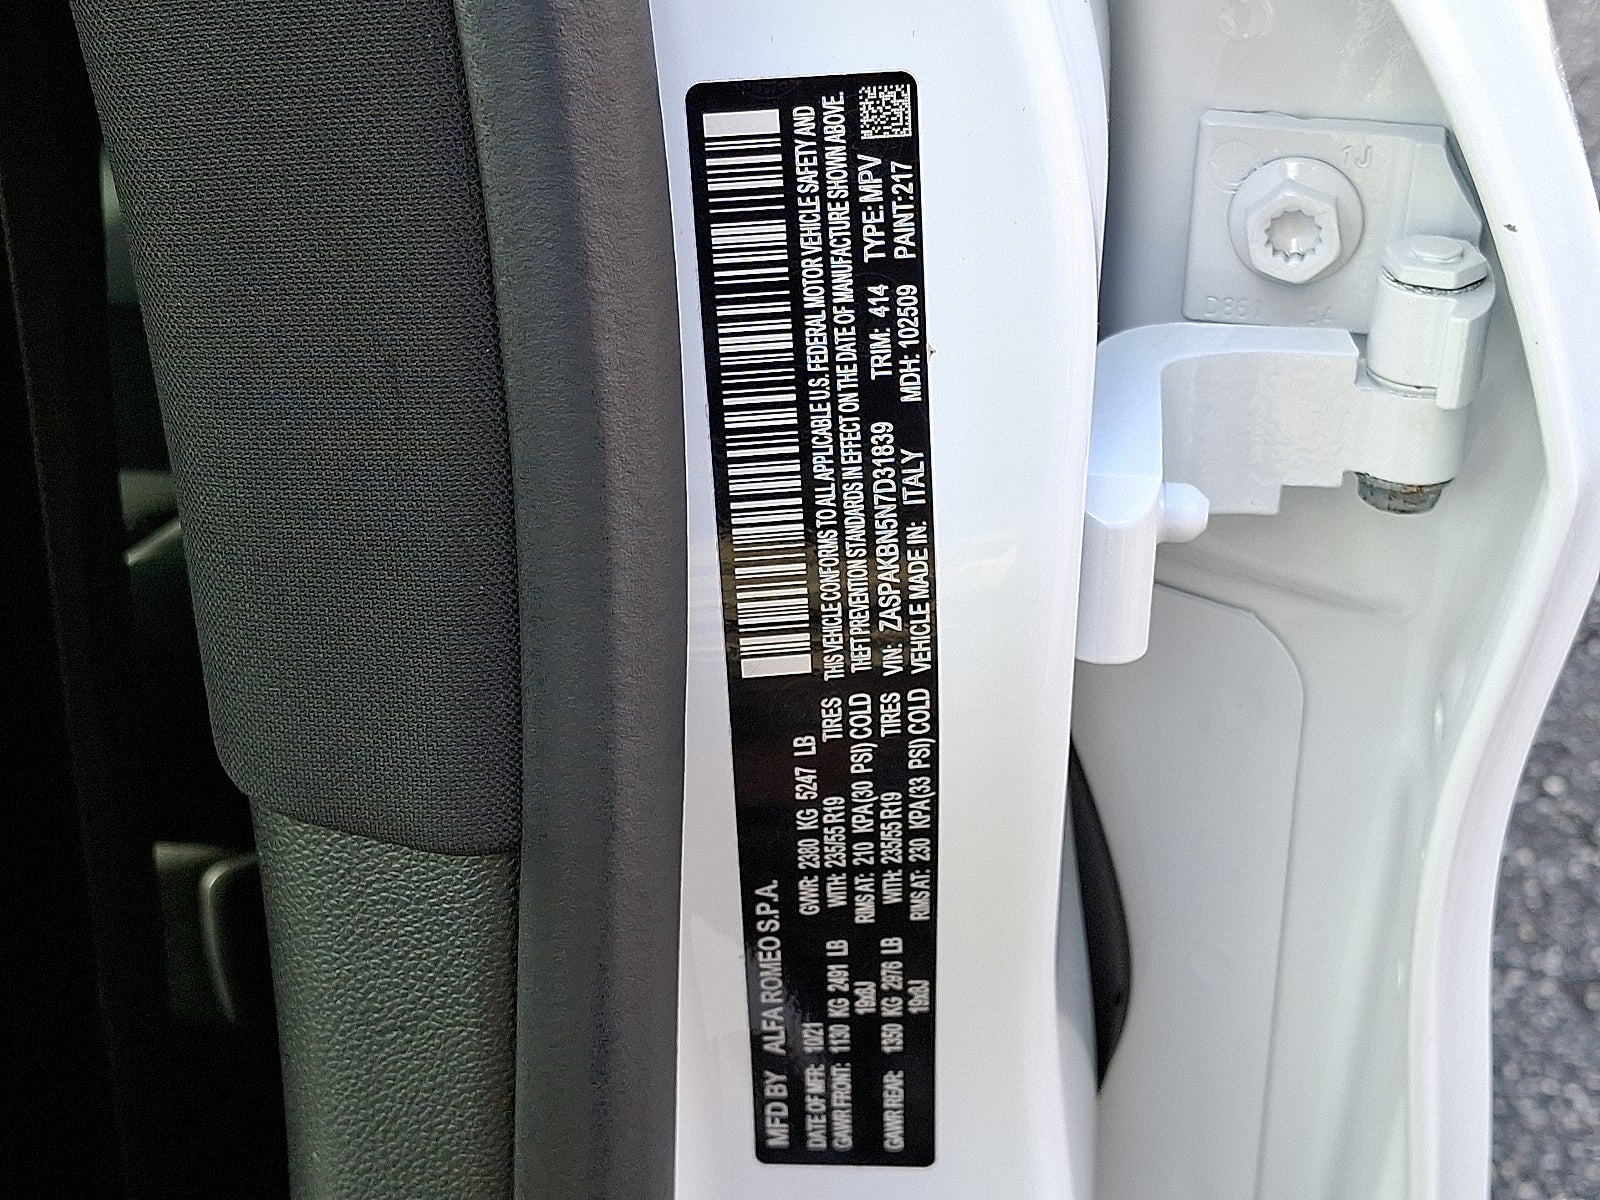 MFD BY ALFA ROMEO S.P.A.
DATE OF MFR: 10/21 GVWR: 2380 KG 5247 LB
GAWR FRONT: 1130 KG 2491 LB WITH: 235/55 R19 TIRES
19x8J RIMS AT: 210 KPA(30 PSI) COLD
GAWR REAR: 1350 KG 2976 LB WITH: 235/55 R19 TIRES
19x8J RIMS AT: 230 KPA(33 PSI) COLD
THIS VEHICLE CONFORMS TO ALL APPLICABLE U.S. FEDERAL MOTOR VEHICLE SAFETY AND
THEFT PREVENTION STANDARDS IN EFFECT ON THE DATE OF MANUFACTURE SHOWN ABOVE.
VIN: ZASPAKBN5N7D31839 TRIM: 414 TYPE: MPV
VEHICLE MADE IN: ITALY MDH: 102509 PAINT: 217
1J
D861